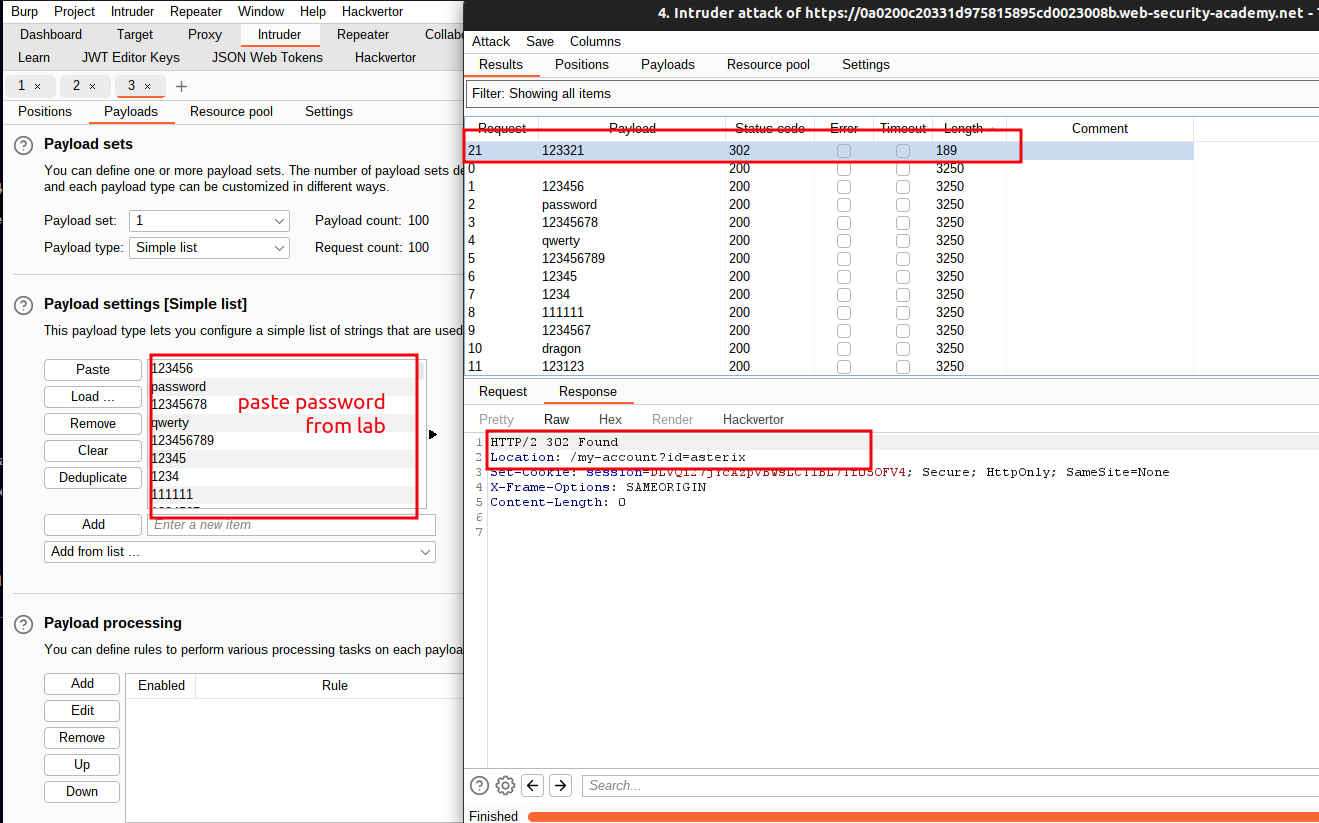 Burp Project Intruder Repeater Window Help Hackvertor
Dashboard Target Proxy Intruder Repeater
Learn JWT Editor Keys JSON Web Tokens Hackvertor
1 × 2 × 3 × +
Positions Payloads Resource pool Settings
? Payload sets
You can define one or more payload sets. The number of payload sets
and each payload type can be customized in different ways.
Payload set: 1 Payload count: 100
Payload type: Simple list Request count: 100
? Payload settings [Simple list]
This payload type lets you configure a simple list of strings that are used
Paste
Load ...
Remove
Clear
Deduplicate
123456
password
12345678
qwerty
123456789
12345
1234
111111
paste password
from lab
Add Enter a new item
Add from list ...
? Payload processing
You can define rules to perform various processing tasks on each
Add
Edit
Remove
Up
Down
Enabled Rule
4. Intruder attack of https://0a0200c20331d975815895cd0023008b.web-security-academy.net -
Attack Save Columns
Results Positions Payloads Resource pool Settings
Filter: Showing all items
Request Payload Status code Error Timeout Length Comment
21 123321 302 189
0 200 3250
1 123456 200 3250
2 password 200 3250
3 12345678 200 3250
4 qwerty 200 3250
5 123456789 200 3250
6 12345 200 3250
7 1234 200 3250
8 111111 200 3250
9 1234567 200 3250
10 dragon 200 3250
11 123123 200 3250
Request Response
Pretty Raw Hex Render Hackvertor
1 HTTP/2 302 Found
2 Location: /my-account?id=asterix
3 Set-Cookie: Secure; HttpOnly; SameSite=None
4 X-Frame-Options: SAMEORIGIN
5 Content-Length: 0
6
7
? Search...
Finished